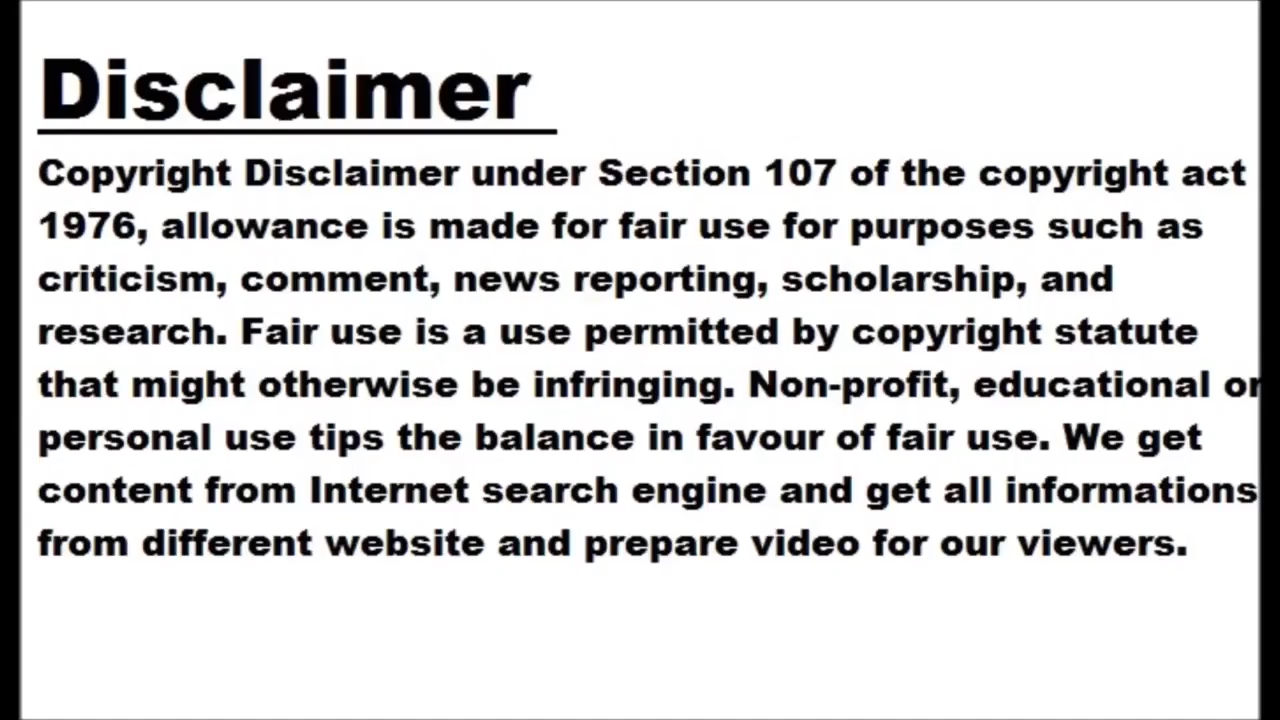 Disclaimer
Copyright Disclaimer under Section 107 of the copyright act
1976, allowance is made for fair use for purposes such as
criticism, comment, news reporting, scholarship, and
research. Fair use is a use permitted by copyright statute
that might otherwise be infringing. Non-profit, educational or
personal use tips the balance in favour of fair use. We get
content from Internet search engine and get all informations
from different website and prepare video for our viewers.